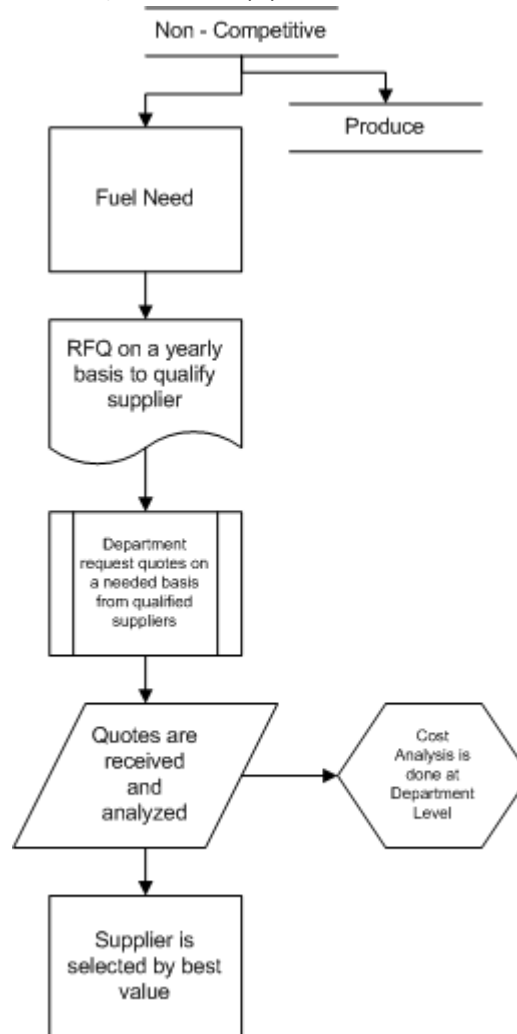 Non - Competitive
Produce
Fuel Need
RFQ on a yearly
basis to qualify
supplier
Department
request quotes on
a needed basis
from qualified
suppliers
Quotes are
received
and
analyzed
Cost
Analysis is
done at
Department
Level
Supplier is
selected by best
value